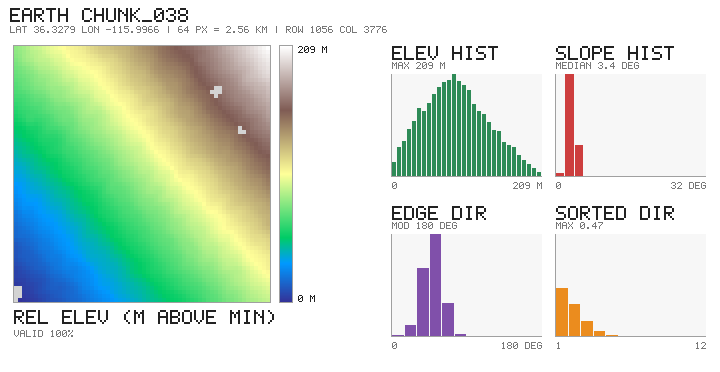 EARTH CHUNK_038
LAT 36.3279 LON -115.9966 | 64 PX = 2.56 KM | ROW 1056 COL 3776
209 M
0 M
REL ELEV (M ABOVE MIN)
VALID 100%
ELEV HIST
MAX 209 M
0 209 M
SLOPE HIST
MEDIAN 3.4 DEG
0 32 DEG
EDGE DIR
MOD 180 DEG
0 180 DEG
SORTED DIR
MAX 0.47
1 12